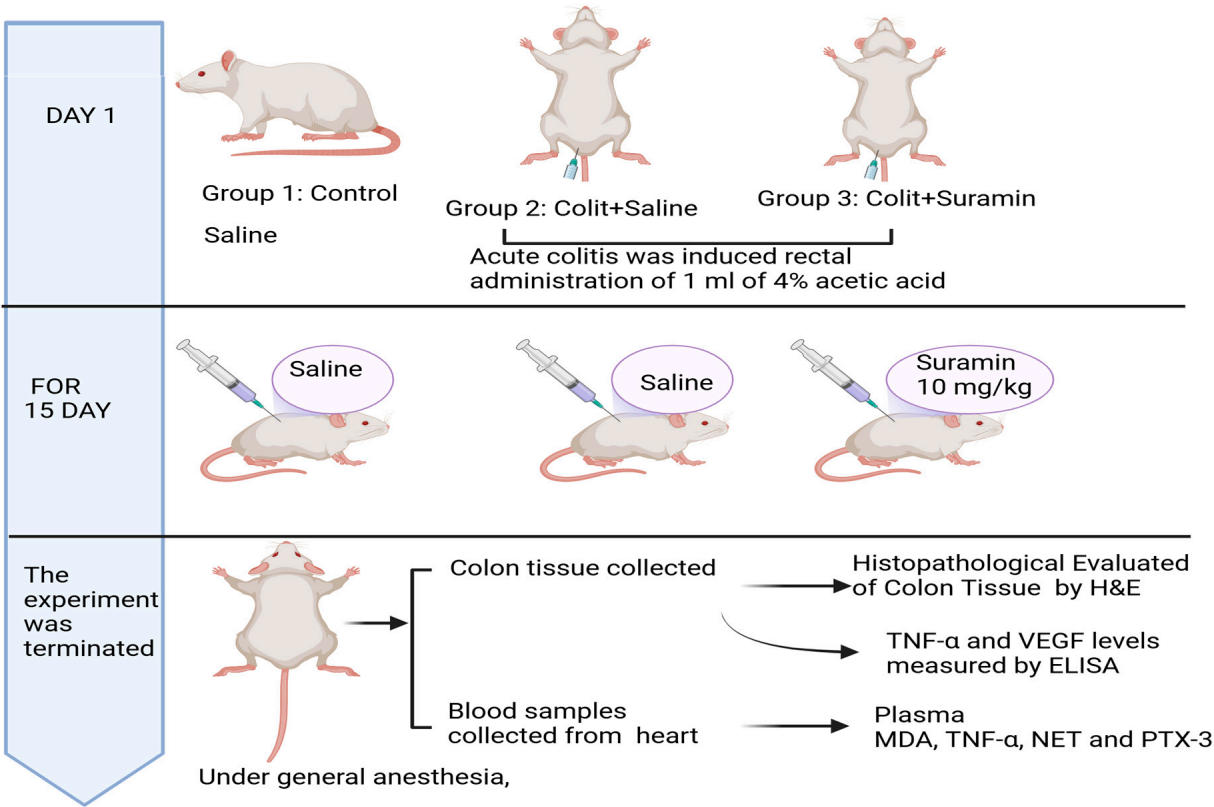 DAY 1
Group 1: Control
Saline
Group 2: Colit+Saline
Group 3: Colit+Suramin
Acute colitis was induced rectal
administration of 1 ml of 4% acetic acid
FOR
15 DAY
Saline
Saline
Suramin
10 mg/kg
The
experiment
was
terminated
Under general anesthesia,
Colon tissue collected
Histopathological Evaluated
of Colon Tissue by H&E
TNF-α and VEGF levels
measured by ELISA
Blood samples
collected from heart
Plasma
MDA, TNF-α, NET and PTX-3